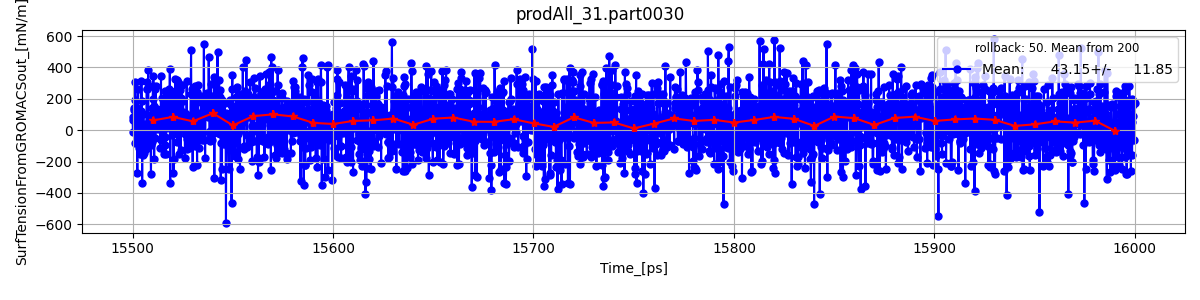 prodAll_31.part0030
SurfTensionFromGROMACSout_[mN/m]
600
400
200
0
−200
−400
−600
rollback: 50. Mean from 200
Mean: 43.15+/- 11.85
15500 15600 15700 15800 15900 16000
Time_[ps]